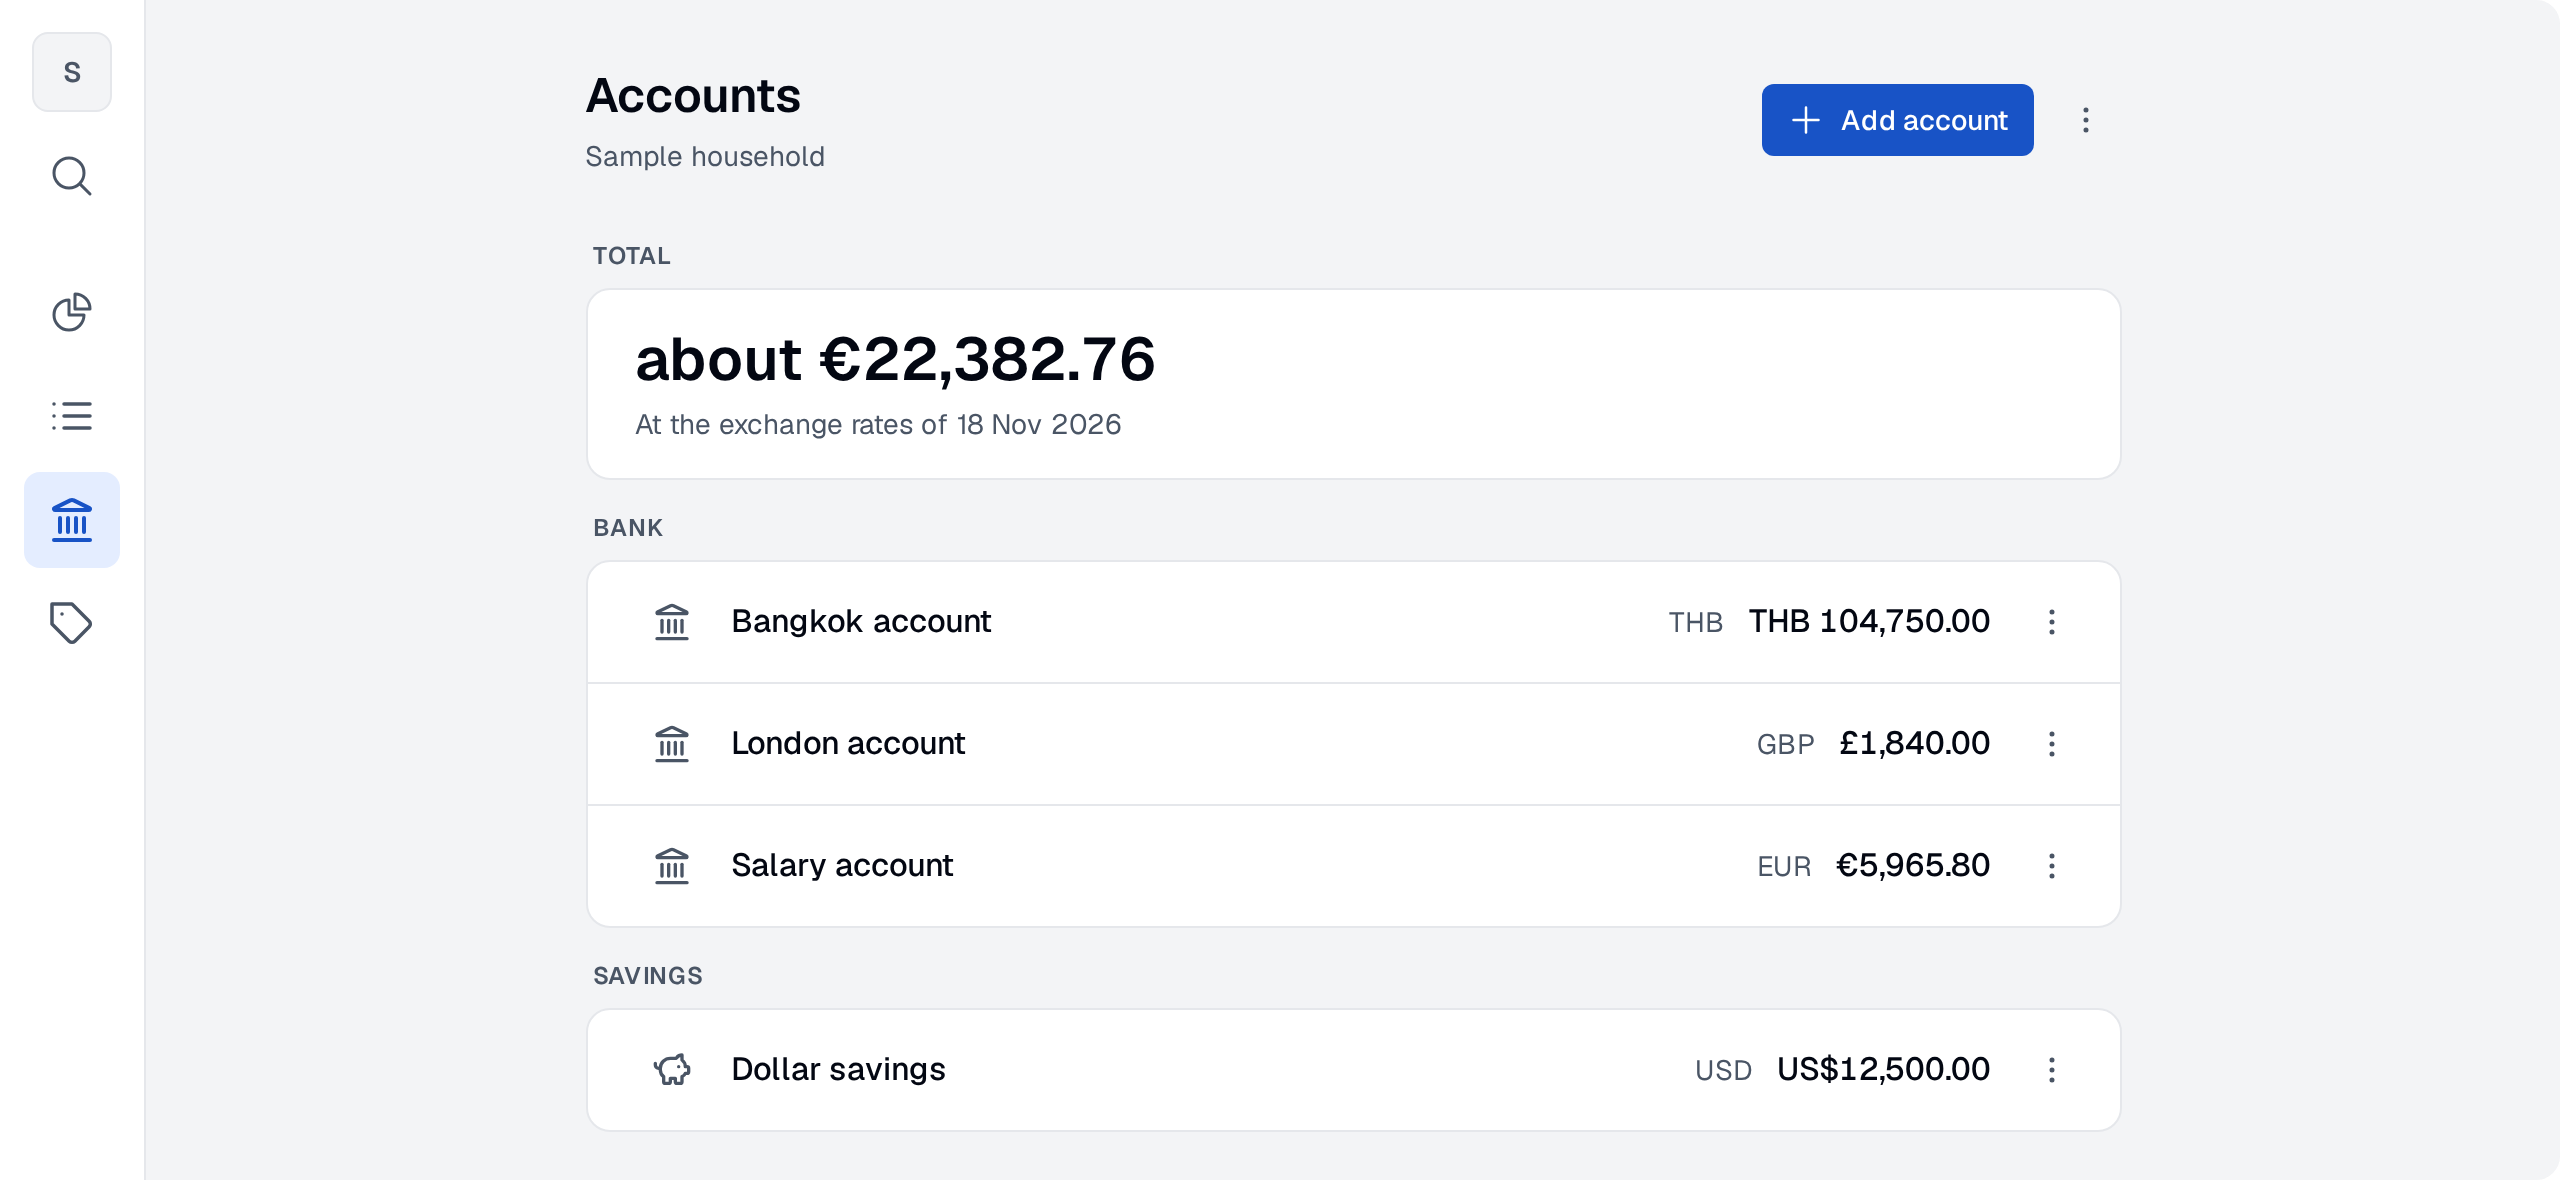 S
Accounts
Sample household
Add account
TOTAL
about €22,382.76
At the exchange rates of 18 Nov 2026
BANK
Bangkok account THB THB 104,750.00
London account GBP £1,840.00
Salary account EUR €5,965.80
SAVINGS
Dollar savings USD US$12,500.00